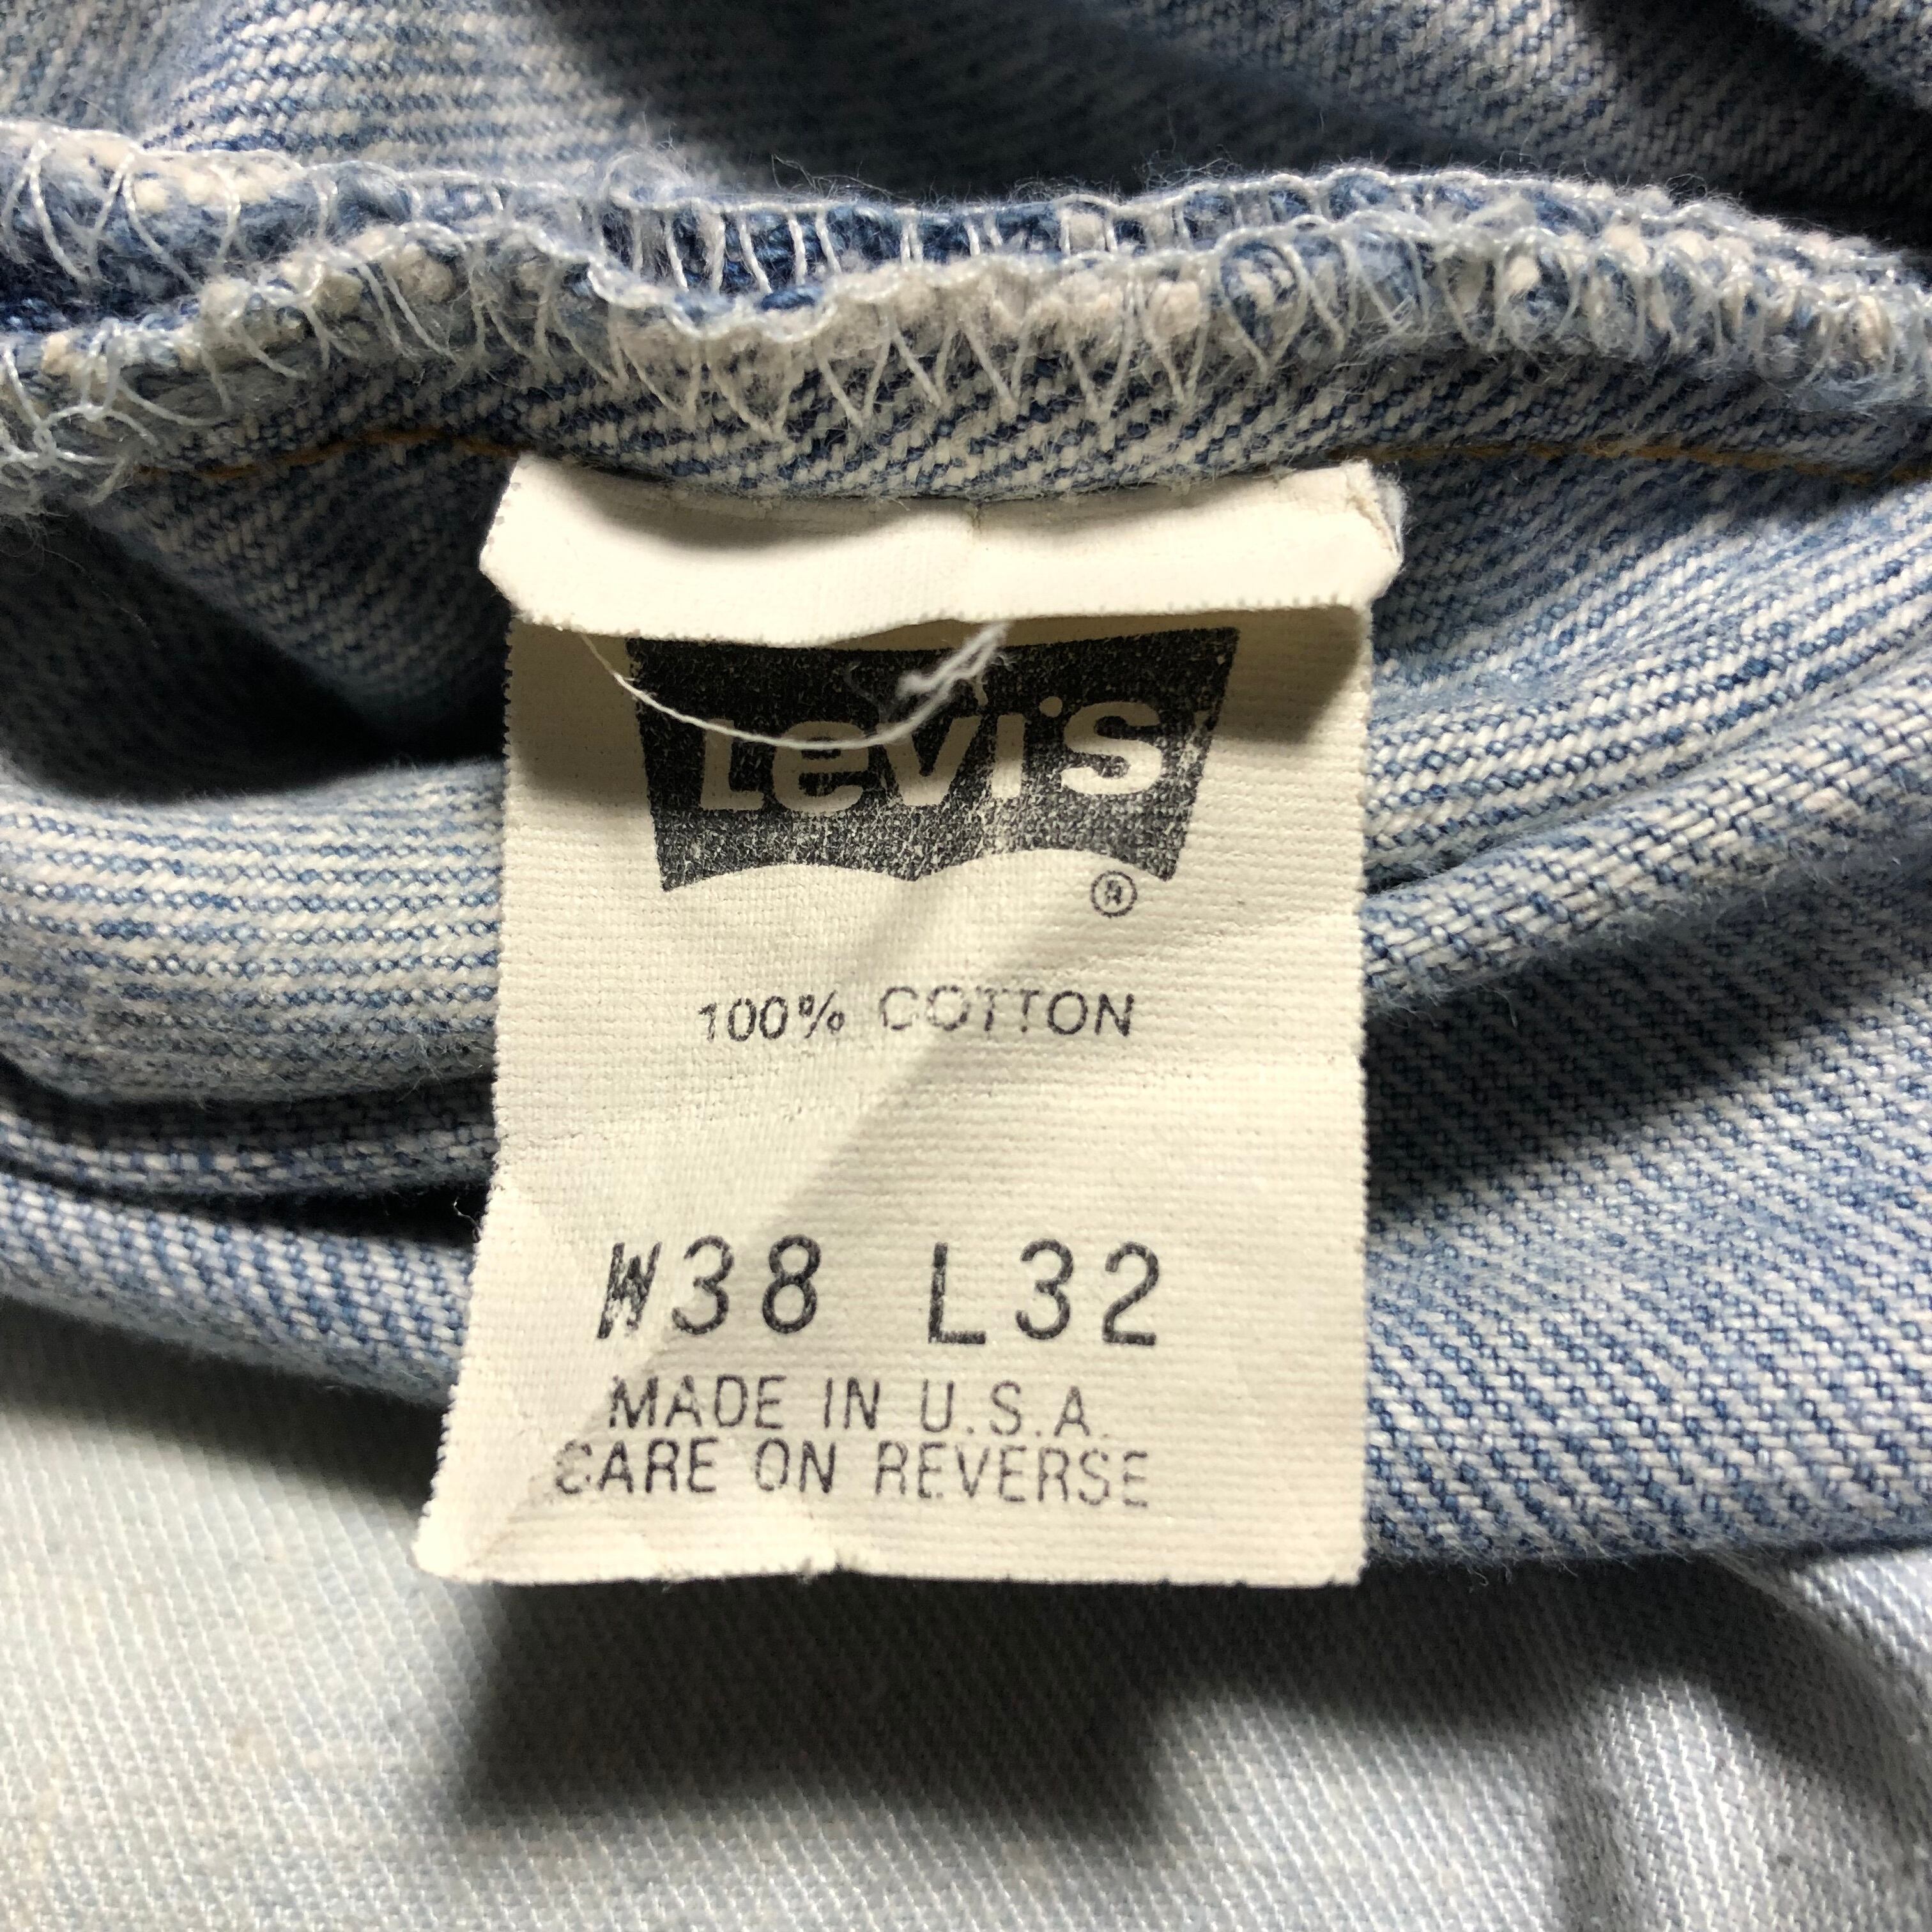 Levi's
®
100% COTTON
W38 L32
MADE IN U.S.A.
CARE ON REVERSE